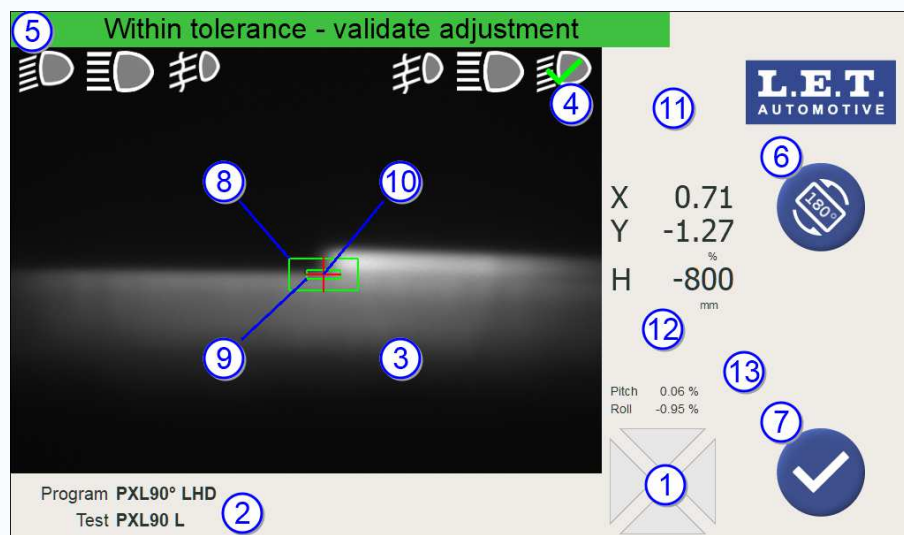 5
Within tolerance - validate adjustment
4
11
L.E.T.
AUTOMOTIVE
6
180°
8
10
X 0.71
Y -1.27
%
H -800
mm
9
3
12
13
Pitch 0.06 %
Roll -0.95 %
7
1
Program PXL90° LHD
Test PXL90 L
2